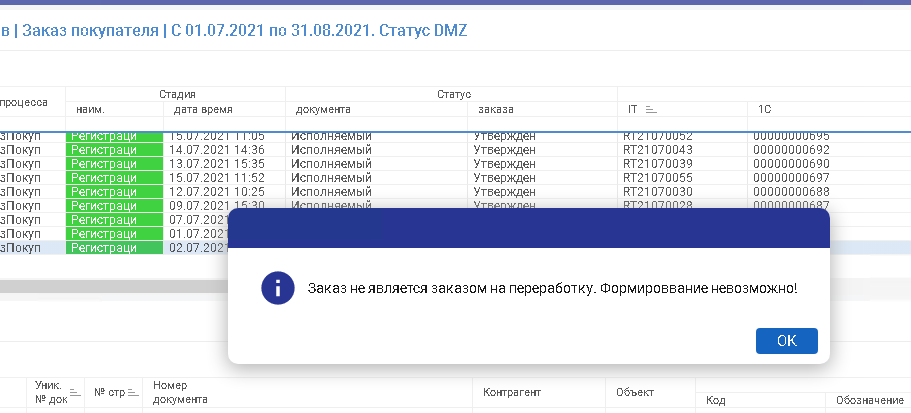 в | Заказ покупателя | С 01.07.2021 по 31.08.2021. Статус DMZ
процесса Стадия Статус
наим. дата время документа заказа IT 1С
зПокуп Регистраци 15.07.2021 11:05 Исполняемый Утвержден RT21070052 00000000695
зПокуп Регистраци 14.07.2021 14:36 Исполняемый Утвержден RT21070043 00000000692
зПокуп Регистраци 13.07.2021 15:35 Исполняемый Утвержден RT21070039 00000000690
зПокуп Регистраци 15.07.2021 11:52 Исполняемый Утвержден RT21070055 00000000697
зПокуп Регистраци 12.07.2021 10:25 Исполняемый Утвержден RT21070030 00000000688
зПокуп Регистраци 09.07.2021 15:30 Исполняемый Утвержден RT21070028 00000000687
зПокуп Регистраци 07.07.2021
зПокуп Регистраци 01.07.2021
зПокуп Регистраци 02.07.2021
Заказ не является заказом на переработку. Формироввание невозможно!
OK
Уник. № док № стр Номер документа Контрагент Объект Код Обозначение